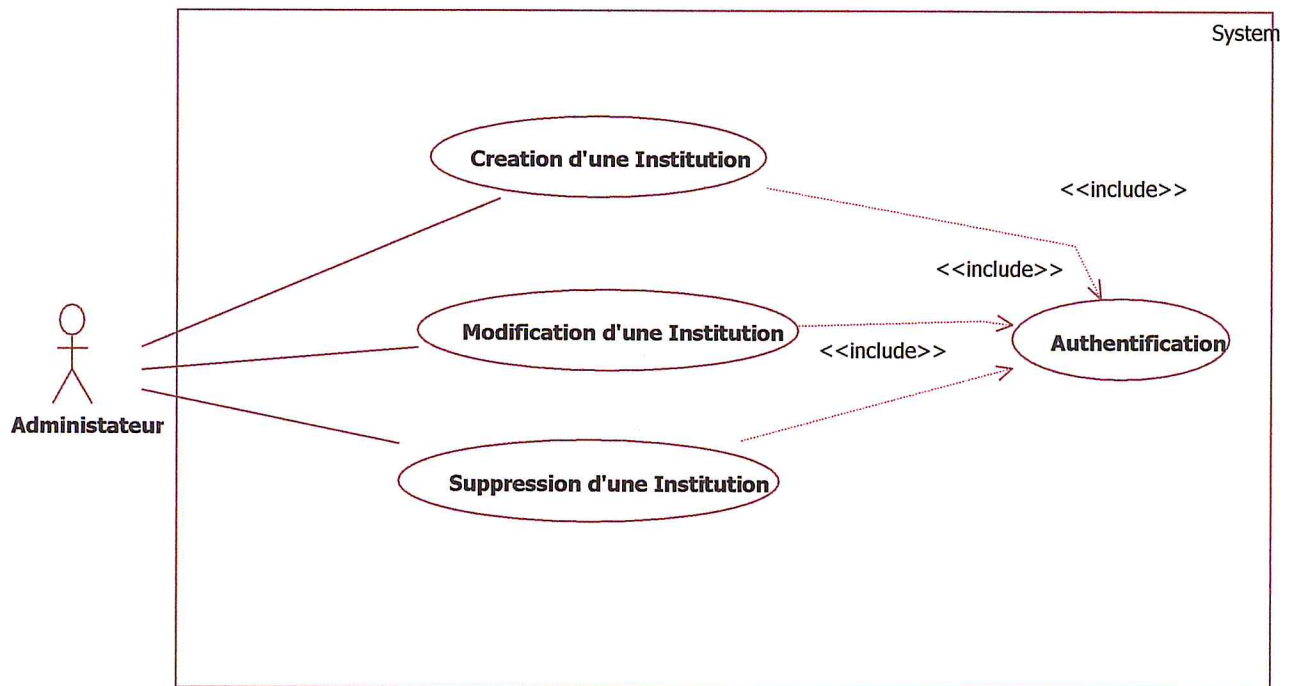 System
Creation d'une Institution
<<include>>
<<include>>
Modification d'une Institution
<<include>>
Authentification
Administateur
Suppression d'une Institution